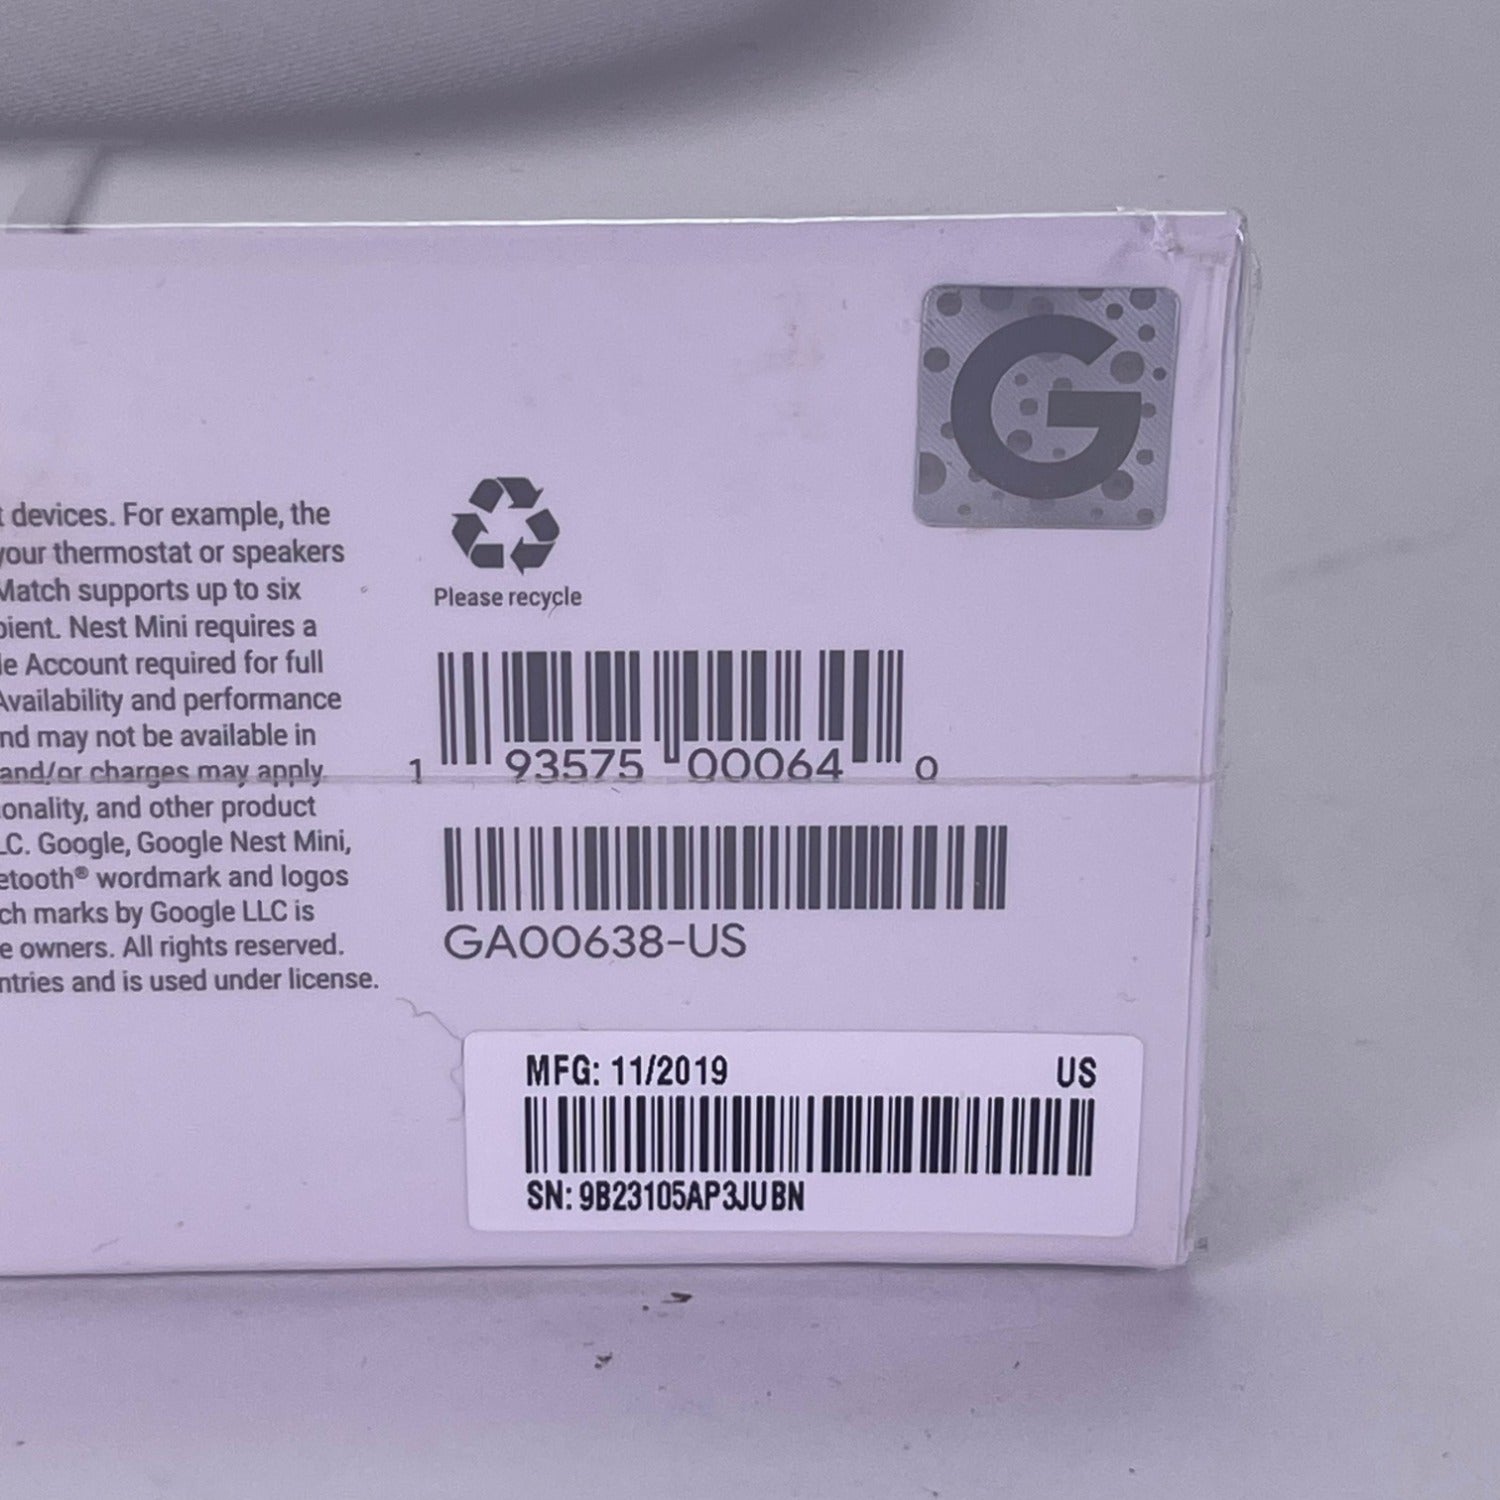 t devices. For example, the
your thermostat or speakers
Match supports up to six
pient. Nest Mini requires a
le Account required for full
Availability and performance
nd may not be available in
and/or charges may apply.
onality, and other product
LC. Google, Google Nest Mini,
etooth® wordmark and logos
ch marks by Google LLC is
e owners. All rights reserved.
ntries and is used under license.
G
Please recycle
1 93575 00064 0
GA00638-US
MFG: 11/2019 US
SN: 9B23105AP3JUBN